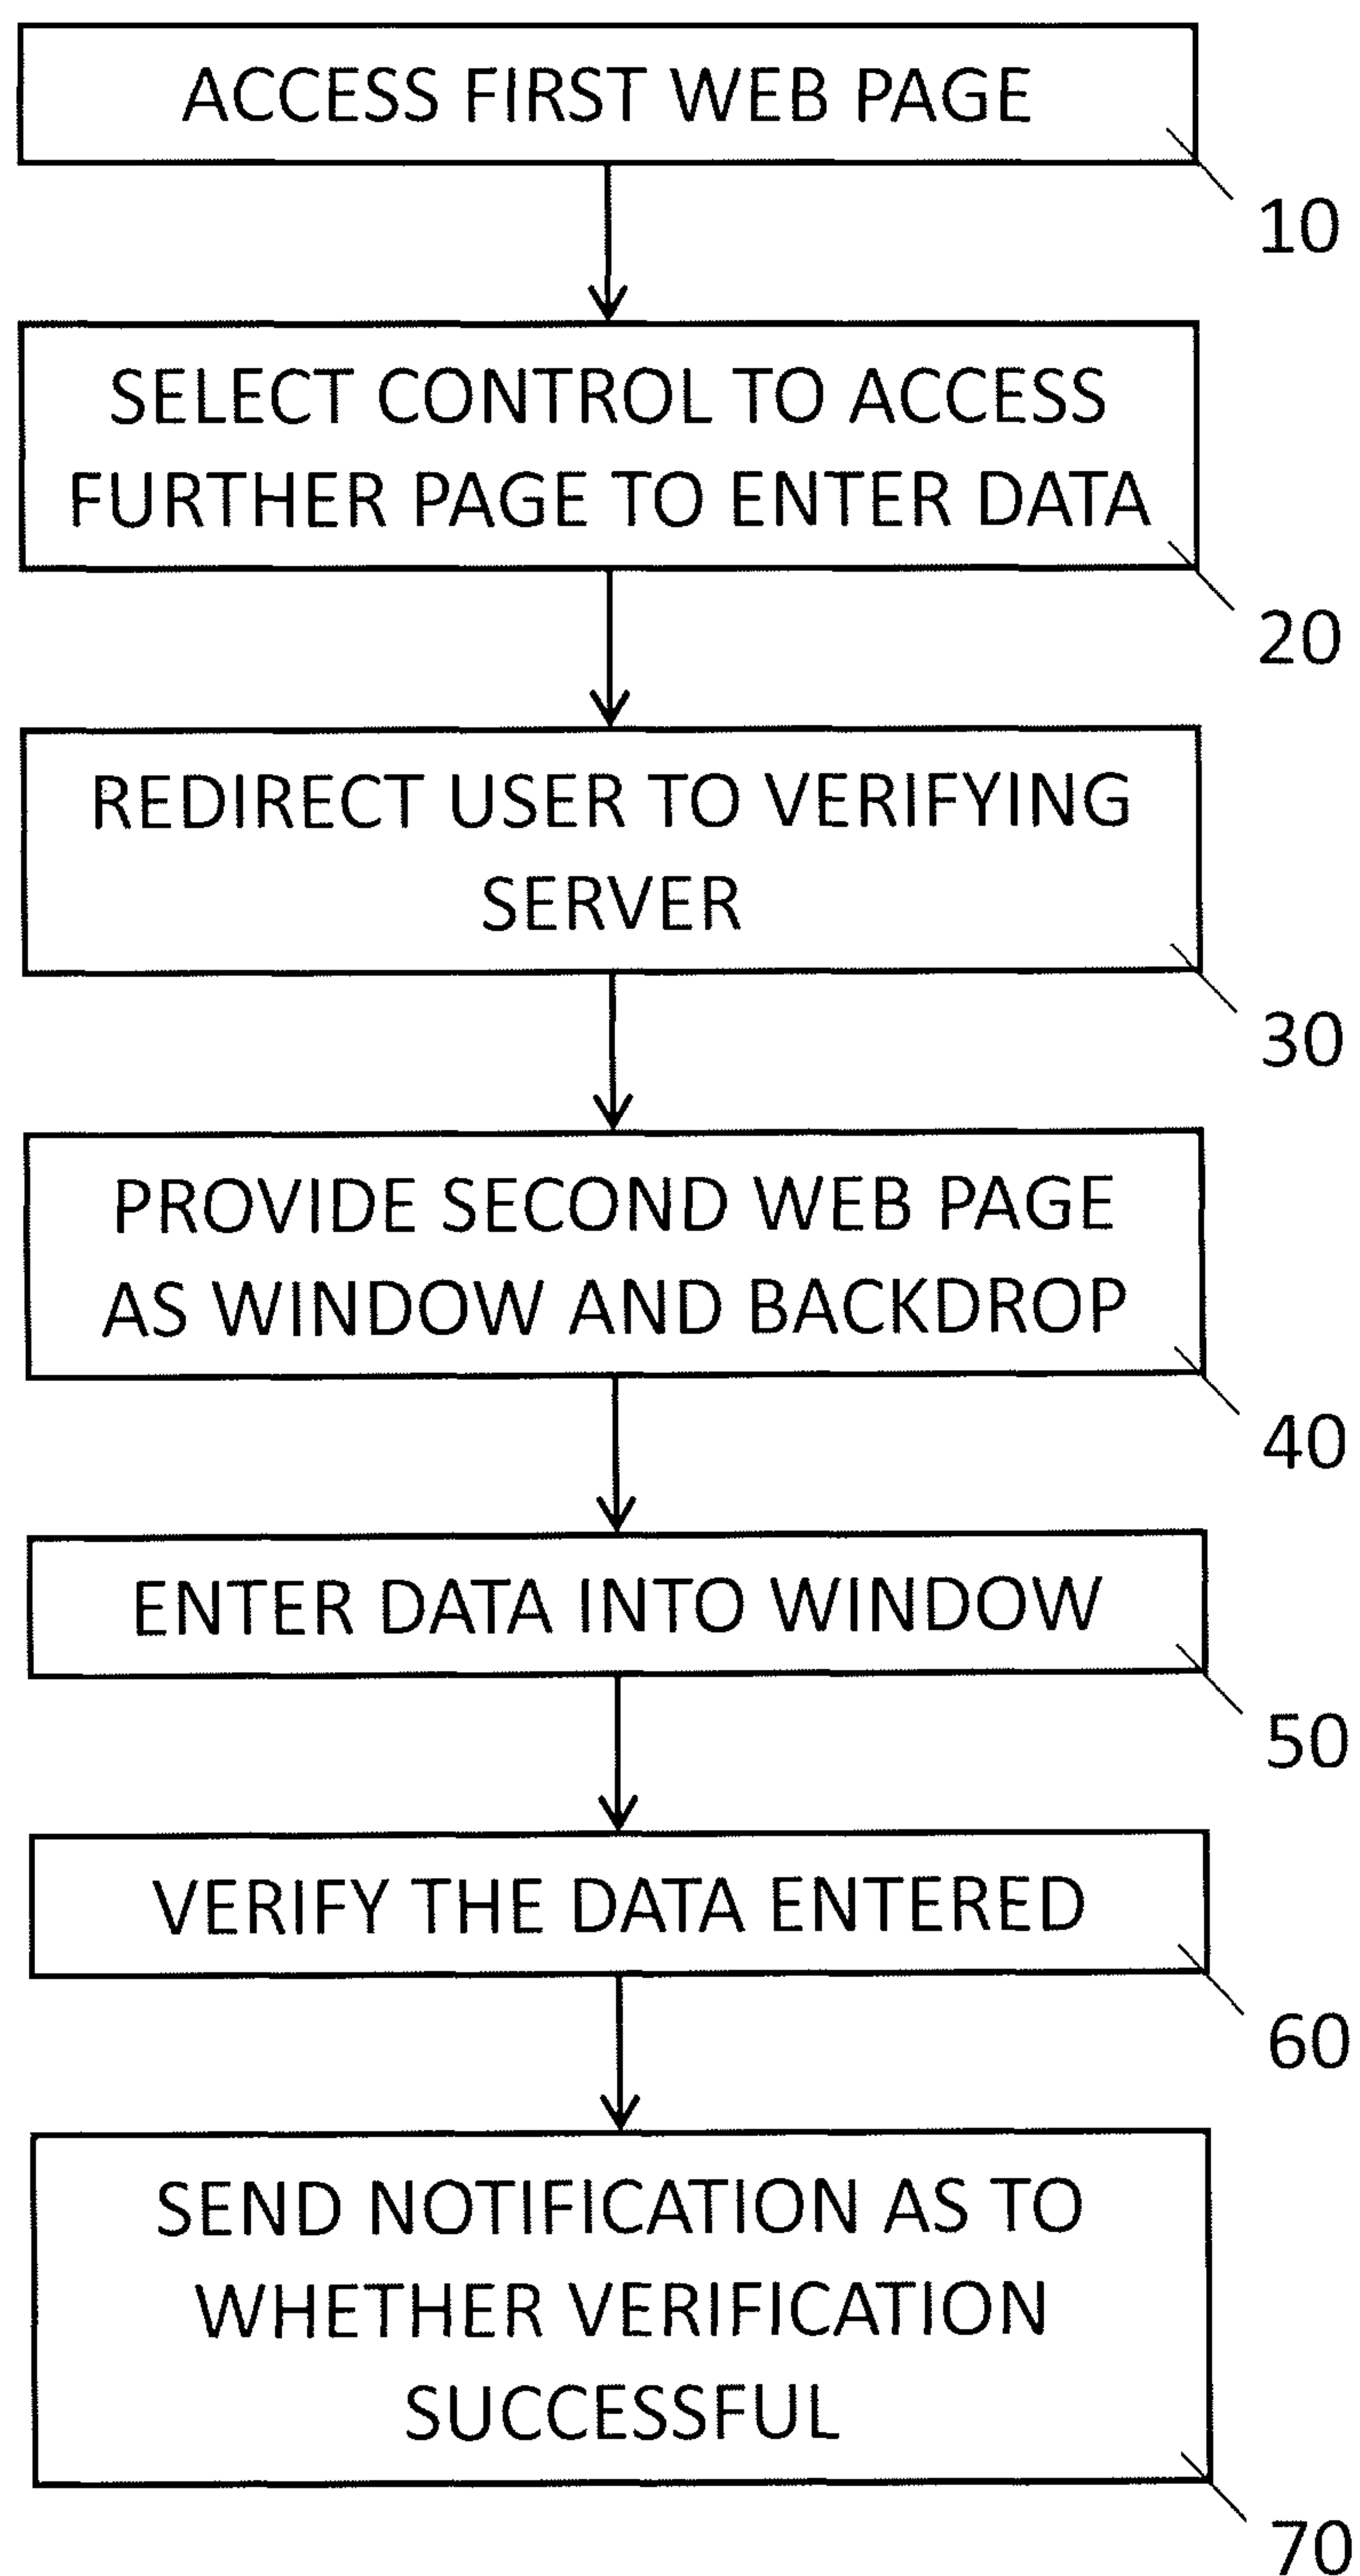 ACCESS FIRST WEB PAGE
10
SELECT CONTROL TO ACCESS
FURTHER PAGE TO ENTER DATA
20
REDIRECT USER TO VERIFYING
SERVER
30
PROVIDE SECOND WEB PAGE
AS WINDOW AND BACKDROP
40
ENTER DATA INTO WINDOW
50
VERIFY THE DATA ENTERED
60
SEND NOTIFICATION AS TO
WHETHER VERIFICATION
SUCCESSFUL
70